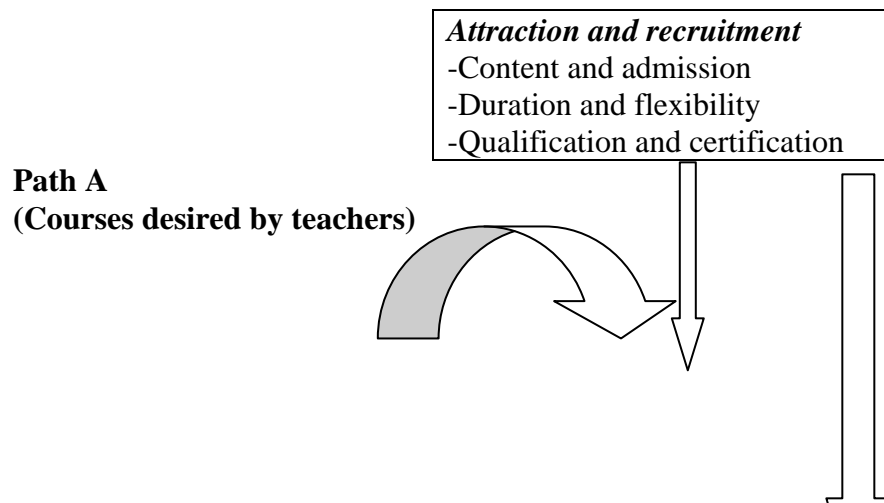 Attraction and recruitment
-Content and admission
-Duration and flexibility
-Qualification and certification
Path A
(Courses desired by teachers)